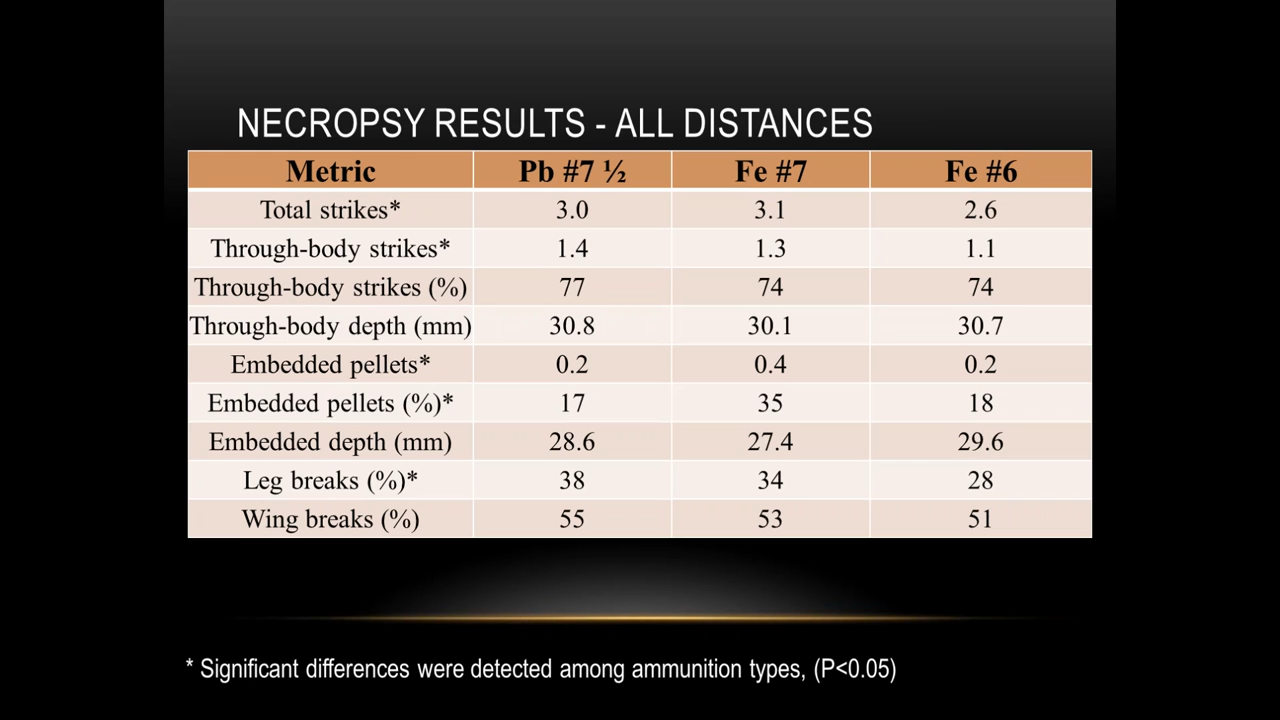 NECROPSY RESULTS - ALL DISTANCES
Metric Pb #7 ½ Fe #7 Fe #6
Total strikes* 3.0 3.1 2.6
Through-body strikes* 1.4 1.3 1.1
Through-body strikes (%) 77 74 74
Through-body depth (mm) 30.8 30.1 30.7
Embedded pellets* 0.2 0.4 0.2
Embedded pellets (%)* 17 35 18
Embedded depth (mm) 28.6 27.4 29.6
Leg breaks (%)* 38 34 28
Wing breaks (%) 55 53 51
* Significant differences were detected among ammunition types, (P<0.05)